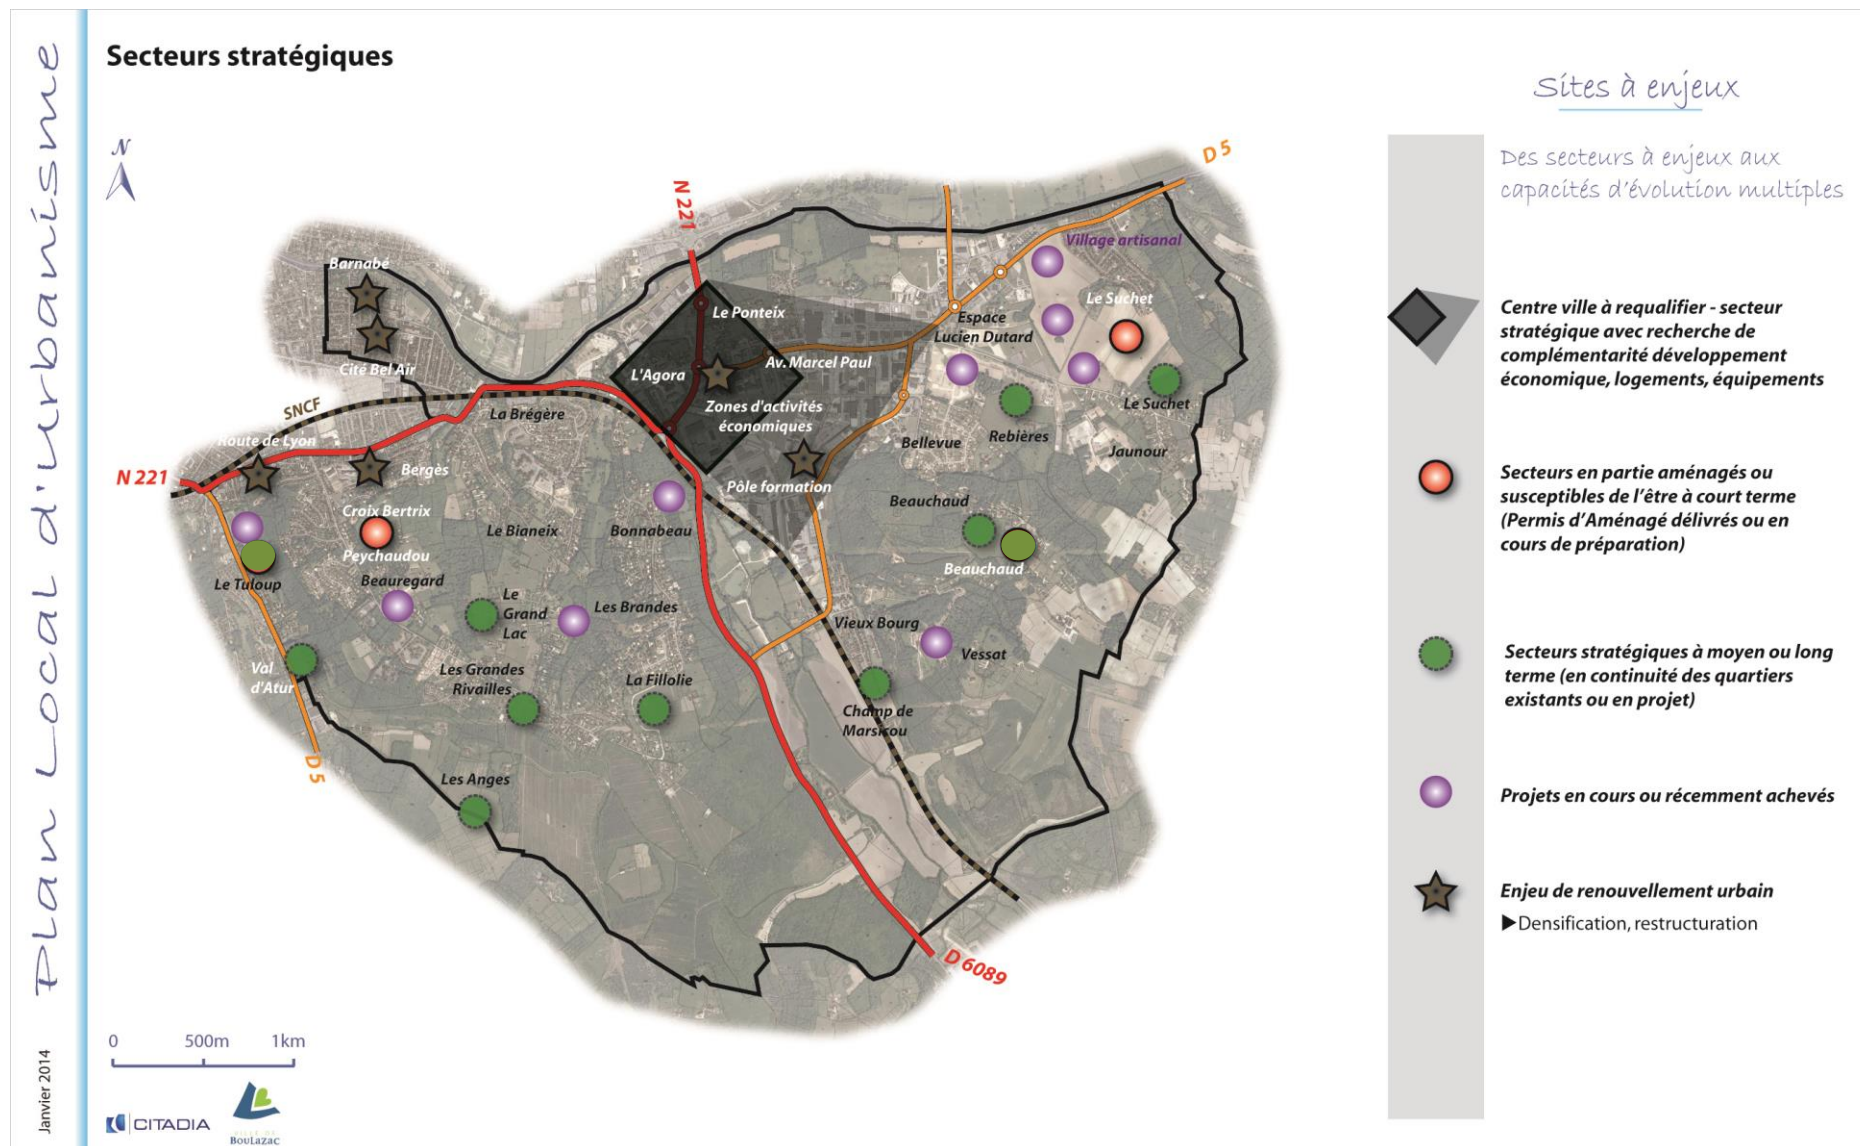 Plan Local d'urbanisme
Janvier 2014
Secteurs stratégiques
N
N 221
D 5
Village artisanal
Barnabé
Le Suchet
Le Ponteix
Espace
Lucien Dutard
Av. Marcel Paul
Cité Bel Air
L'Agora
SNCF
La Brégère
Zones d'activités
économiques
Le Suchet
Rebières
Bellevue
Jaunour
Route de Lyon
Bergès
N 221
Pôle formation
Beauchaud
Croix Bertrix
Le Bianeix
Bonnabeau
Peychaudou
Beauchaud
Le Tuloup
Beauregard
Le
Grand
Lac
Les Brandes
Vieux Bourg
Vessat
Val
d'Atur
Les Grandes
Rivailles
La Fillolie
Champ de
Marsicou
D 5
Les Anges
D 6089
0 500m 1km
CITADIA
VILLE DE
BOULAZAC
Sites à enjeux
Des secteurs à enjeux aux
capacités d'évolution multiples
Centre ville à requalifier - secteur
stratégique avec recherche de
complémentarité développement
économique, logements, équipements
Secteurs en partie aménagés ou
susceptibles de l'être à court terme
(Permis d'Aménagé délivrés ou en
cours de préparation)
Secteurs stratégiques à moyen ou long
terme (en continuité des quartiers
existants ou en projet)
Projets en cours ou récemment achevés
Enjeu de renouvellement urbain
▶Densification, restructuration